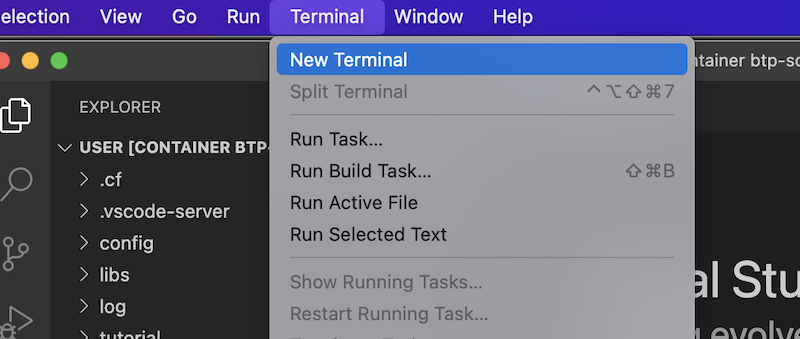 election View Go Run Terminal Window Help
New Terminal
ntainer btp-sc
Split Terminal ^⌥⇧⌘7
EXPLORER
Run Task...
USER [CONTAINER BTP-
Run Build Task... ⇧⌘B
.cf
Run Active File
.vscode-server
Run Selected Text
config
libs
Show Running Tasks...
al Stu
log
Restart Running Task...
evolve
tutorial